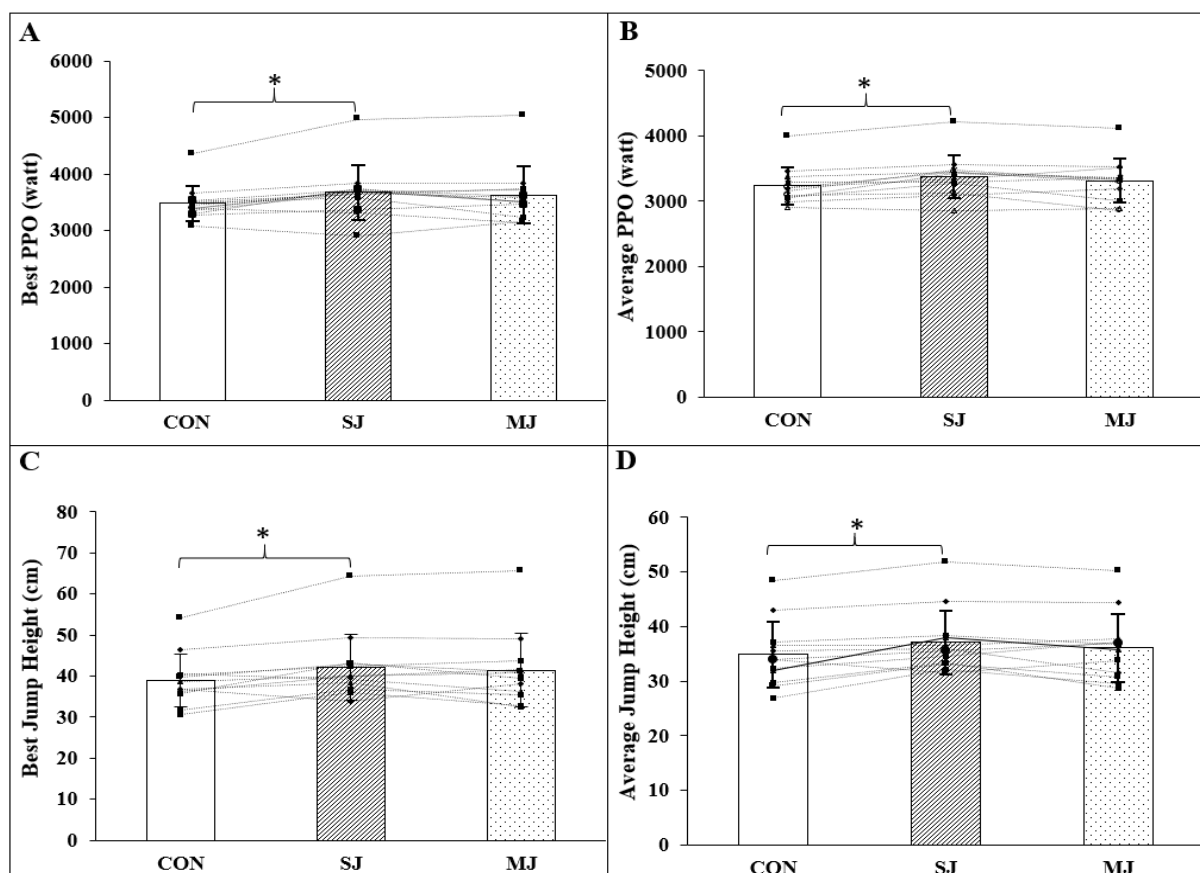 A
Best PPO (watt)
6000
5000
4000
3000
2000
1000
0
*
CON SJ MJ
B
Average PPO (watt)
5000
4000
3000
2000
1000
0
*
CON SJ MJ
C
Best Jump Height (cm)
80
70
60
50
40
30
20
10
0
*
CON SJ MJ
D
Average Jump Height (cm)
60
50
40
30
20
10
0
*
CON SJ MJ